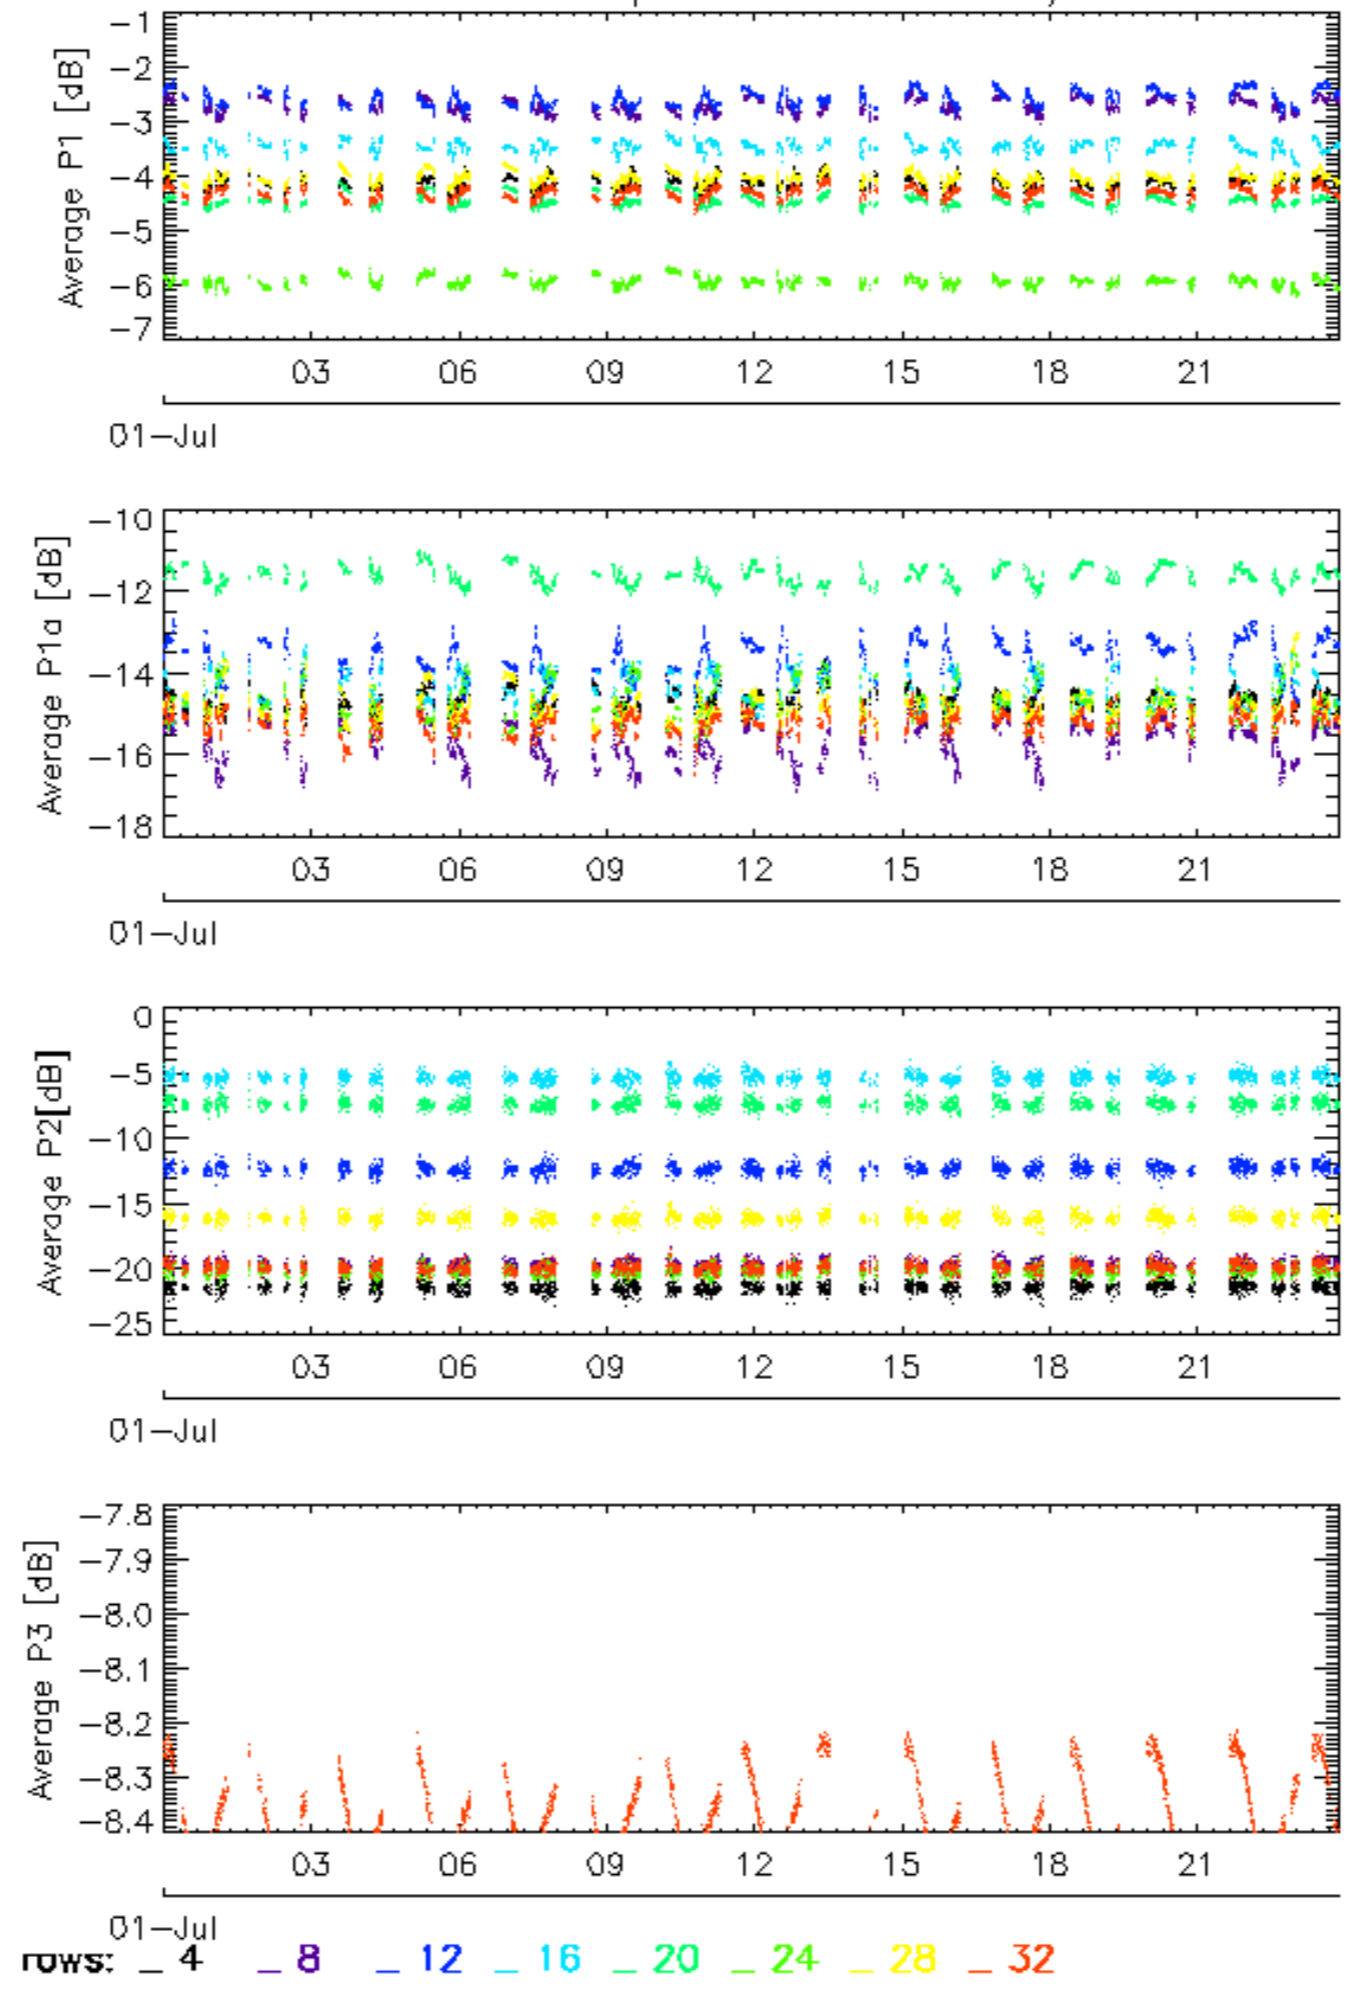 Average P1 [dB]
-1
-2
-3
-4
-5
-6
-7
03 06 09 12 15 18 21
01-Jul
Average P1a [dB]
-10
-12
-14
-16
-18
03 06 09 12 15 18 21
01-Jul
Average P2[dB]
0
-5
-10
-15
-20
-25
03 06 09 12 15 18 21
01-Jul
Average P3 [dB]
-7.8
-7.9
-8.0
-8.1
-8.2
-8.3
-8.4
03 06 09 12 15 18 21
01-Jul
rows: _ 4 _ 8 _ 12 _ 16 _ 20 _ 24 _ 28 _ 32